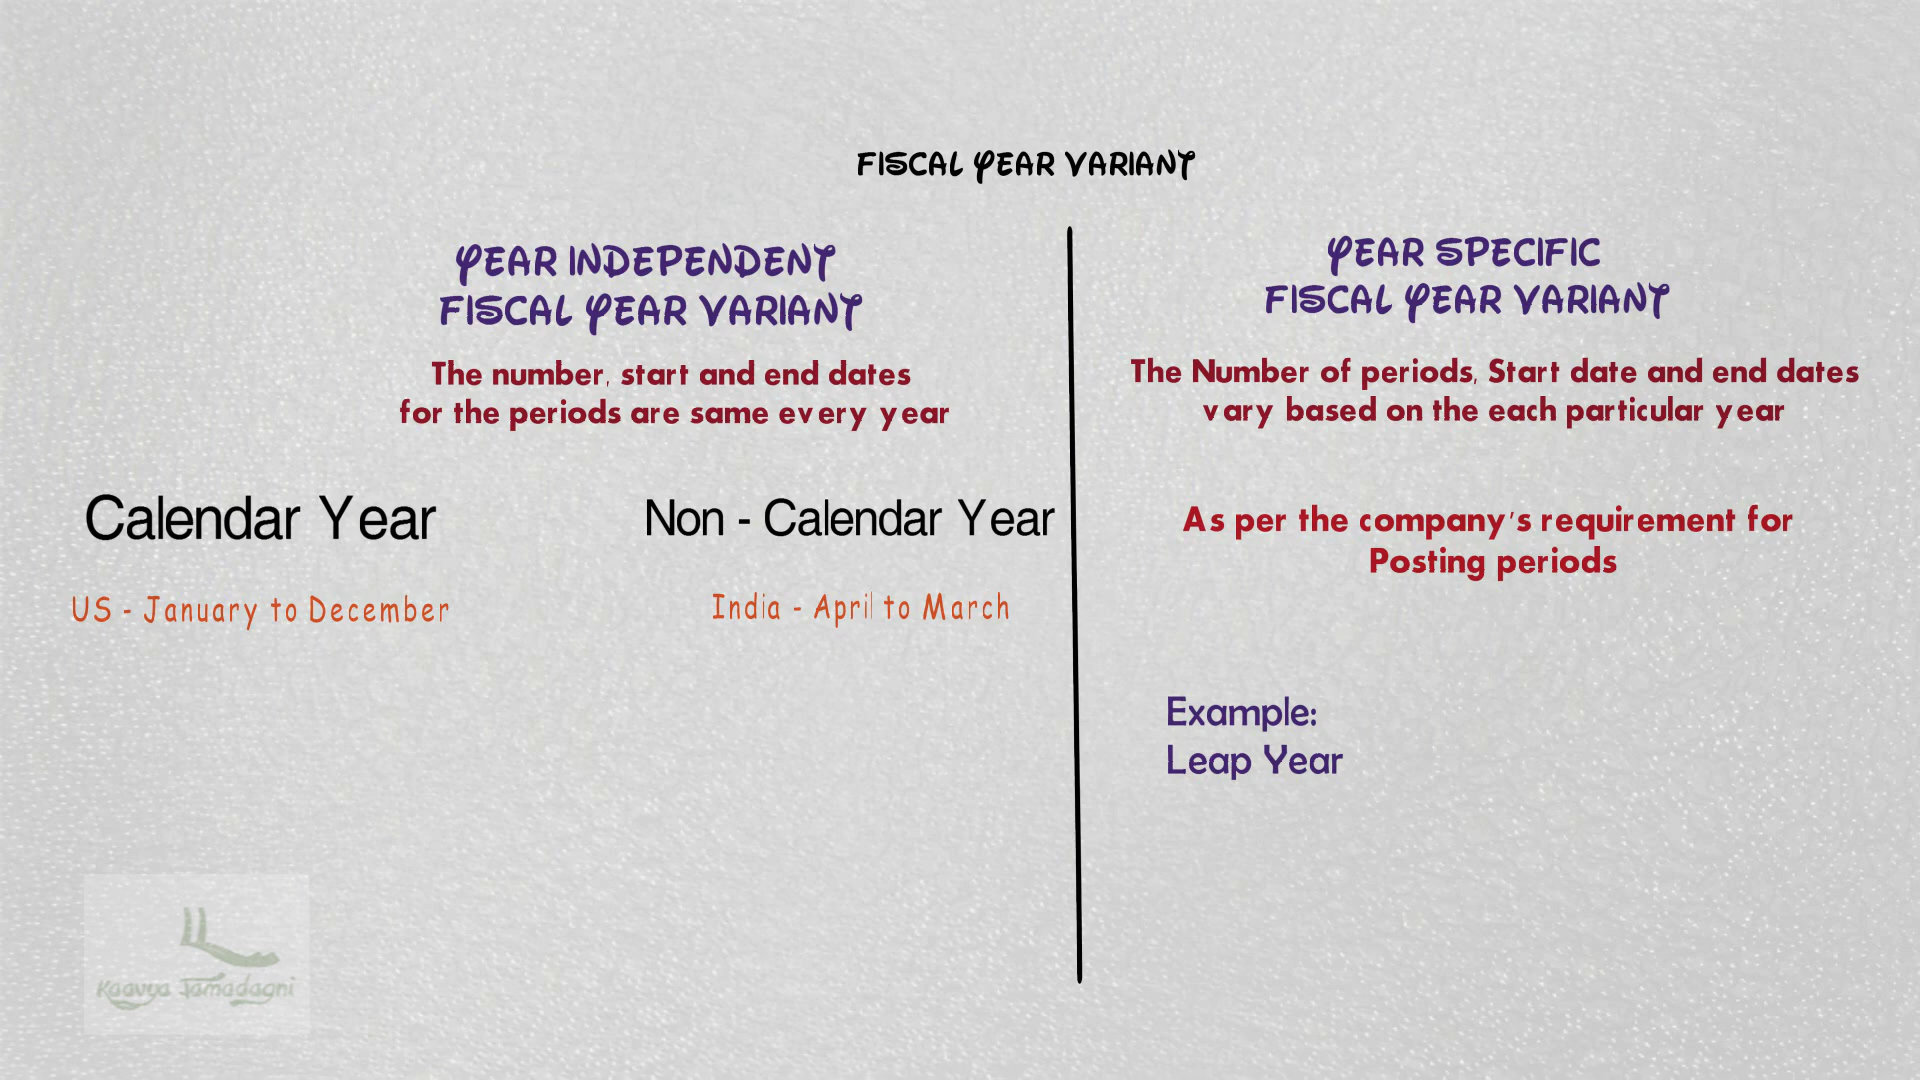 FISCAL YEAR VARIANT
YEAR INDEPENDENT
FISCAL YEAR VARIANT
The number, start and end dates
for the periods are same every year
Calendar Year
US - January to December
Non - Calendar Year
India - April to March
YEAR SPECIFIC
FISCAL YEAR VARIANT
The Number of periods, Start date and end dates
vary based on the each particular year
As per the company's requirement for
Posting periods
Example:
Leap Year
Kaavya Jamadagni